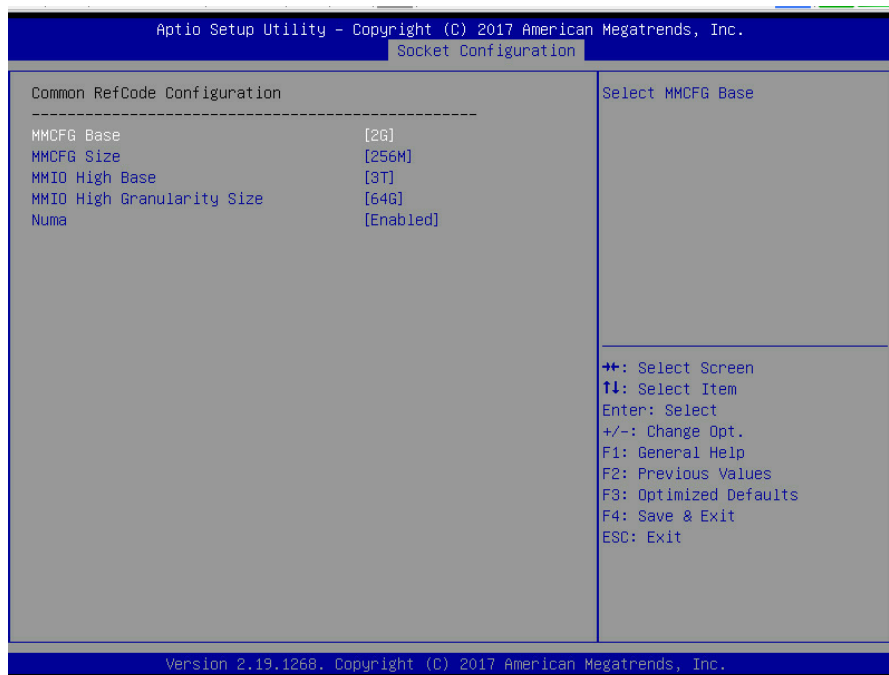 Aptio Setup Utility – Copyright (C) 2017 American Megatrends, Inc.
Socket Configuration
Common RefCode Configuration
Select MMCFG Base
--------------------------------------------------
MMCFG Base [2G]
MMCFG Size [256M]
MMIO High Base [3T]
MMIO High Granularity Size [64G]
Numa [Enabled]
→←: Select Screen
↑↓: Select Item
Enter: Select
+/-: Change Opt.
F1: General Help
F2: Previous Values
F3: Optimized Defaults
F4: Save & Exit
ESC: Exit
Version 2.19.1268. Copyright (C) 2017 American Megatrends, Inc.